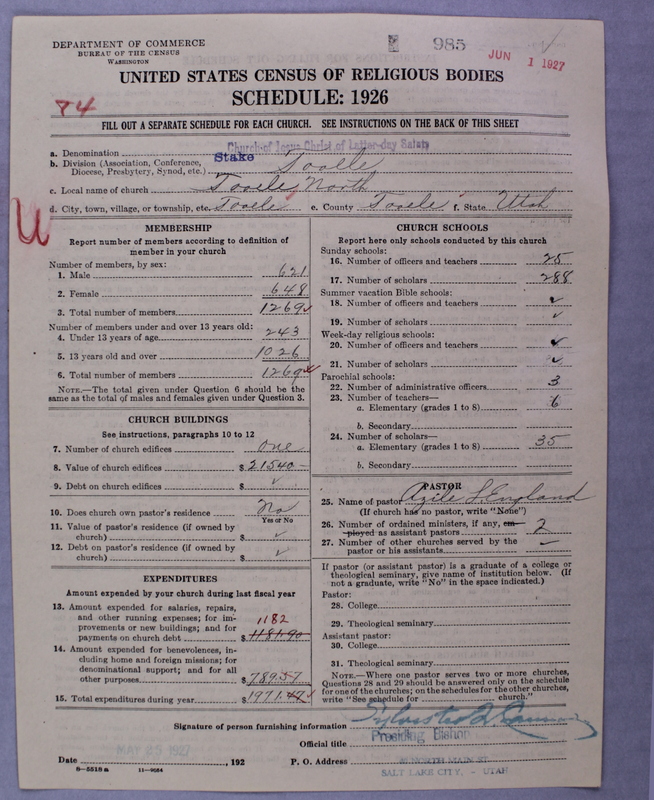 DEPARTMENT OF COMMERCE
BUREAU OF THE CENSUS
WASHINGTON
985
JUN 1 1927
UNITED STATES CENSUS OF RELIGIOUS BODIES
SCHEDULE: 1926
74
FILL OUT A SEPARATE SCHEDULE FOR EACH CHURCH. SEE INSTRUCTIONS ON THE BACK OF THIS SHEET
a. Denomination Church of Jesus Christ of Latter-day Saints
b. Division (Association, Conference, Diocese, Presbytery, Synod, etc.) Stake Tooele
c. Local name of church Tooele, North
d. City, town, village, or township, etc. Tooele e. County Tooele f. State Utah
MEMBERSHIP
Report number of members according to definition of
member in your church
Number of members, by sex:
1. Male 621
2. Female 648
3. Total number of members 1269
Number of members under and over 13 years old:
4. Under 13 years of age 243
5. 13 years old and over 1026
6. Total number of members 1269
NOTE.—The total given under Question 6 should be
same as the total of males and females given under Question 3.
CHURCH BUILDINGS
See instructions, paragraphs 10 to 12
7. Number of church edifices One
8. Value of church edifices $21540—
9. Debt on church edifices $ ✓
10. Does church own pastor's residence No
Yes or No
11. Value of pastor's residence (if owned by
church) $ ✓
12. Debt on pastor's residence (if owned by
church) $ ✓
EXPENDITURES
Amount expended by your church during last fiscal year
13. Amount expended for salaries, repairs,
and other running expenses; for im-
provements or new buildings; and for
payments on church debt $ 1181.90 1182
14. Amount expended for benevolences, in-
cluding home and foreign missions; for
denominational support; and for all
other purposes $ 789.57
15. Total expenditures during year $ 1971.47
CHURCH SCHOOLS
Report here only schools conducted by this church
Sunday schools:
16. Number of officers and teachers 25
17. Number of scholars 288
Summer vacation Bible schools:
18. Number of officers and teachers ✓
19. Number of scholars ✓
Week-day religious schools:
20. Number of officers and teachers ✓
21. Number of scholars ✓
Parochial schools:
22. Number of administrative officers 3
23. Number of teachers—
a. Elementary (grades 1 to 8) 6
b. Secondary
24. Number of scholars—
a. Elementary (grades 1 to 8) 35
b. Secondary
PASTOR
25. Name of pastor England
(If church has no pastor, write "None")
26. Number of ordained ministers, if any, em-
ployed as assistant pastors 2
27. Number of other churches served by the
pastor or his assistants —
If pastor (or assistant pastor) is a graduate of a college or
theological seminary, give name of institution below. (If
not a graduate, write "No" in the space indicated.)
Pastor:
28. College
29. Theological seminary
Assistant pastor:
30. College
31. Theological seminary
NOTE.—Where one pastor serves two or more churches,
Questions 28 and 29 should be answered only on the schedule
for one of the churches; on the schedules for the other churches,
write "See schedule for church."
Signature of person furnishing information Sylvester Q. Cannon
Official title Presiding Bishop
Date MAY 25 1927, 192 P. O. Address 40 NORTH MAIN ST.
SALT LAKE CITY, - UTAH
8-5518a 11-9084